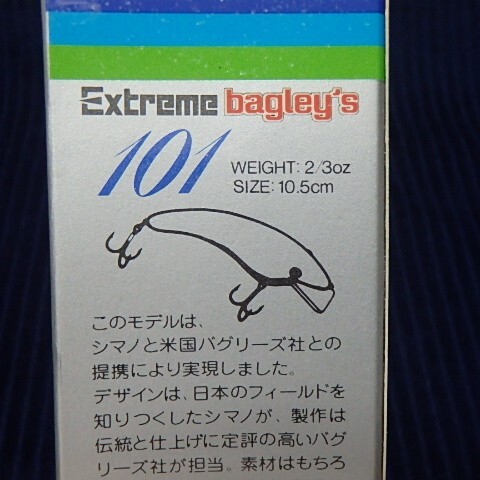 Extreme bagley's
101
WEIGHT: 2/3oz
SIZE: 10.5cm
このモデルは、
シマノと米国バグリーズ社との
提携により実現しました。
デザインは、日本のフィールドを
知りつくしたシマノが、製作は
伝統と仕上げに定評の高いバグ
リーズ社が担当。素材はもちろ